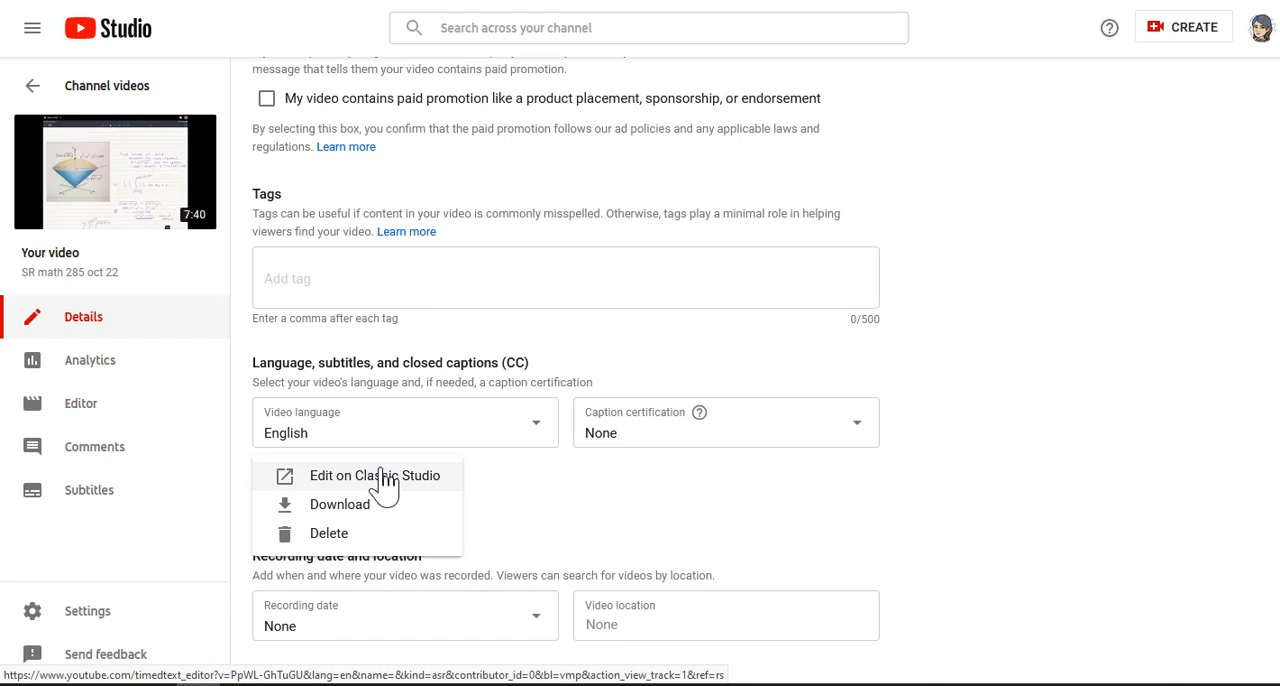 Studio
Search across your channel
CREATE
message that tells them your video contains paid promotion.
My video contains paid promotion like a product placement, sponsorship, or endorsement
By selecting this box, you confirm that the paid promotion follows our ad policies and any applicable laws and
regulations. Learn more
Channel videos
7:40
Your video
SR math 285 oct 22
Details
Analytics
Editor
Comments
Subtitles
Settings
Send feedback
Tags
Tags can be useful if content in your video is commonly misspelled. Otherwise, tags play a minimal role in helping
viewers find your video. Learn more
Add tag
Enter a comma after each tag
0/500
Language, subtitles, and closed captions (CC)
Select your video's language and, if needed, a caption certification
Video language
English
Caption certification
None
Edit on Classic Studio
Download
Delete
Recording date and location
Add when and where your video was recorded. Viewers can search for videos by location.
Recording date
None
Video location
None
https://www.youtube.com/timedtext_editor?v=PpWL-GhTuGU&lang=en&name=&kind=asr&contributor_id=0&bl=vmp&action_view_track=1&ref=rs